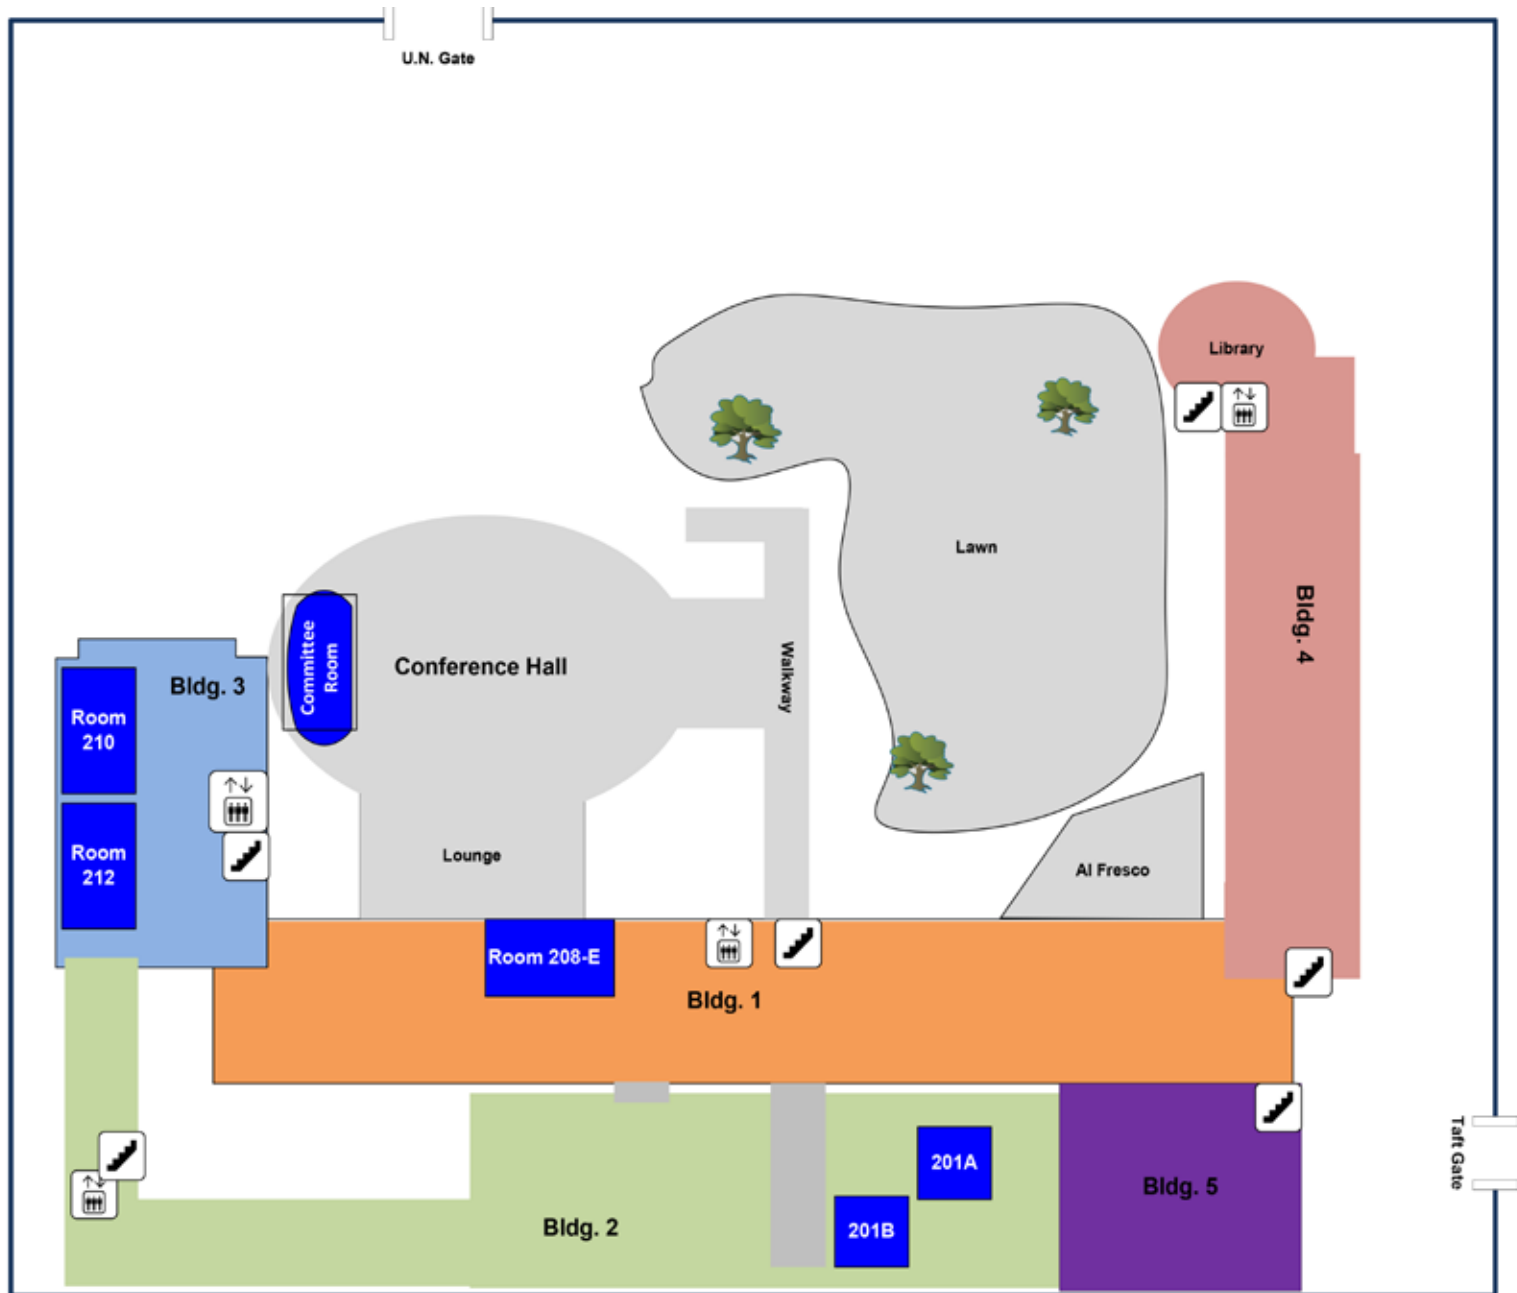 U.N. Gate
Library
Lawn
Bldg. 4
Committee
Room
Conference Hall
Walkway
Bldg. 3
Room
210
Room
212
Lounge
Al Fresco
Room 208-E
Bldg. 1
Taft Gate
201A
201B
Bldg. 2
Bldg. 5